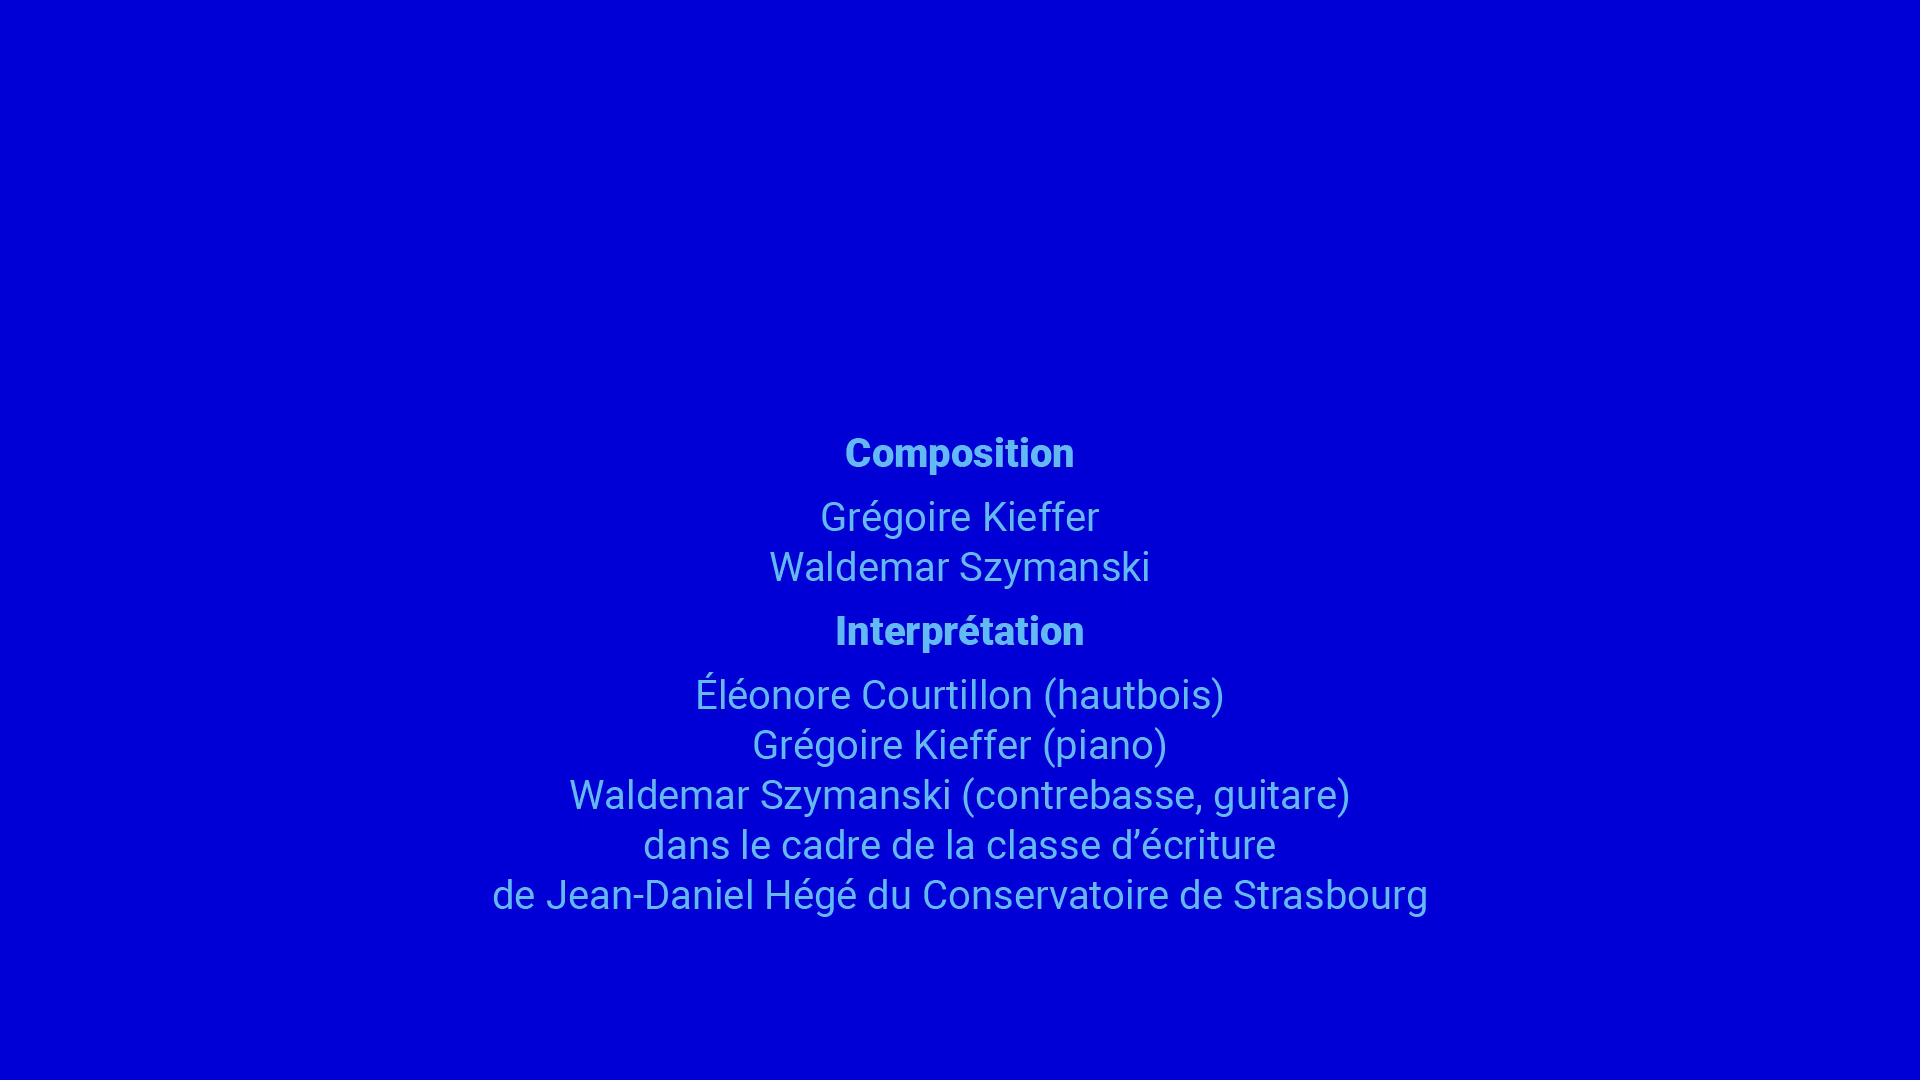 Composition
Grégoire Kieffer
Waldemar Szymanski
Interprétation
Éléonore Courtillon (hautbois)
Grégoire Kieffer (piano)
Waldemar Szymanski (contrebasse, guitare)
dans le cadre de la classe d’écriture
de Jean-Daniel Hégé du Conservatoire de Strasbourg